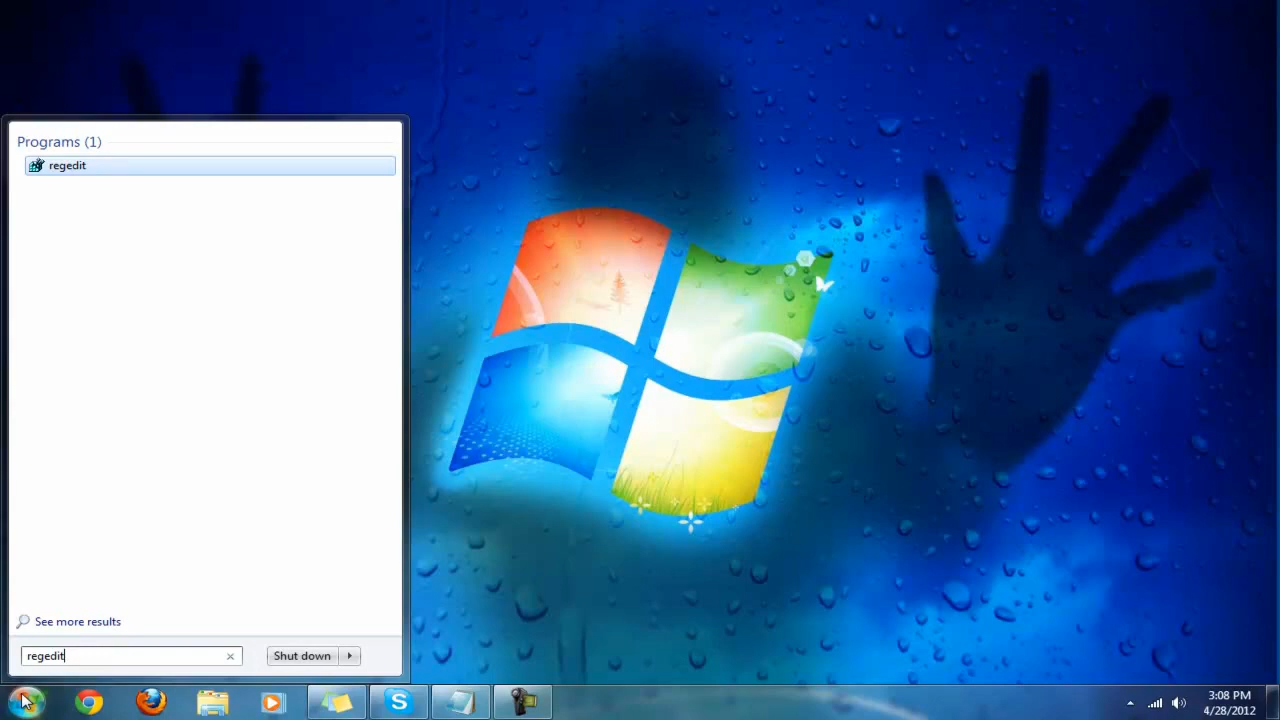 Programs (1)
regedit
See more results
regedit
Shut down
3:08 PM
4/28/2012